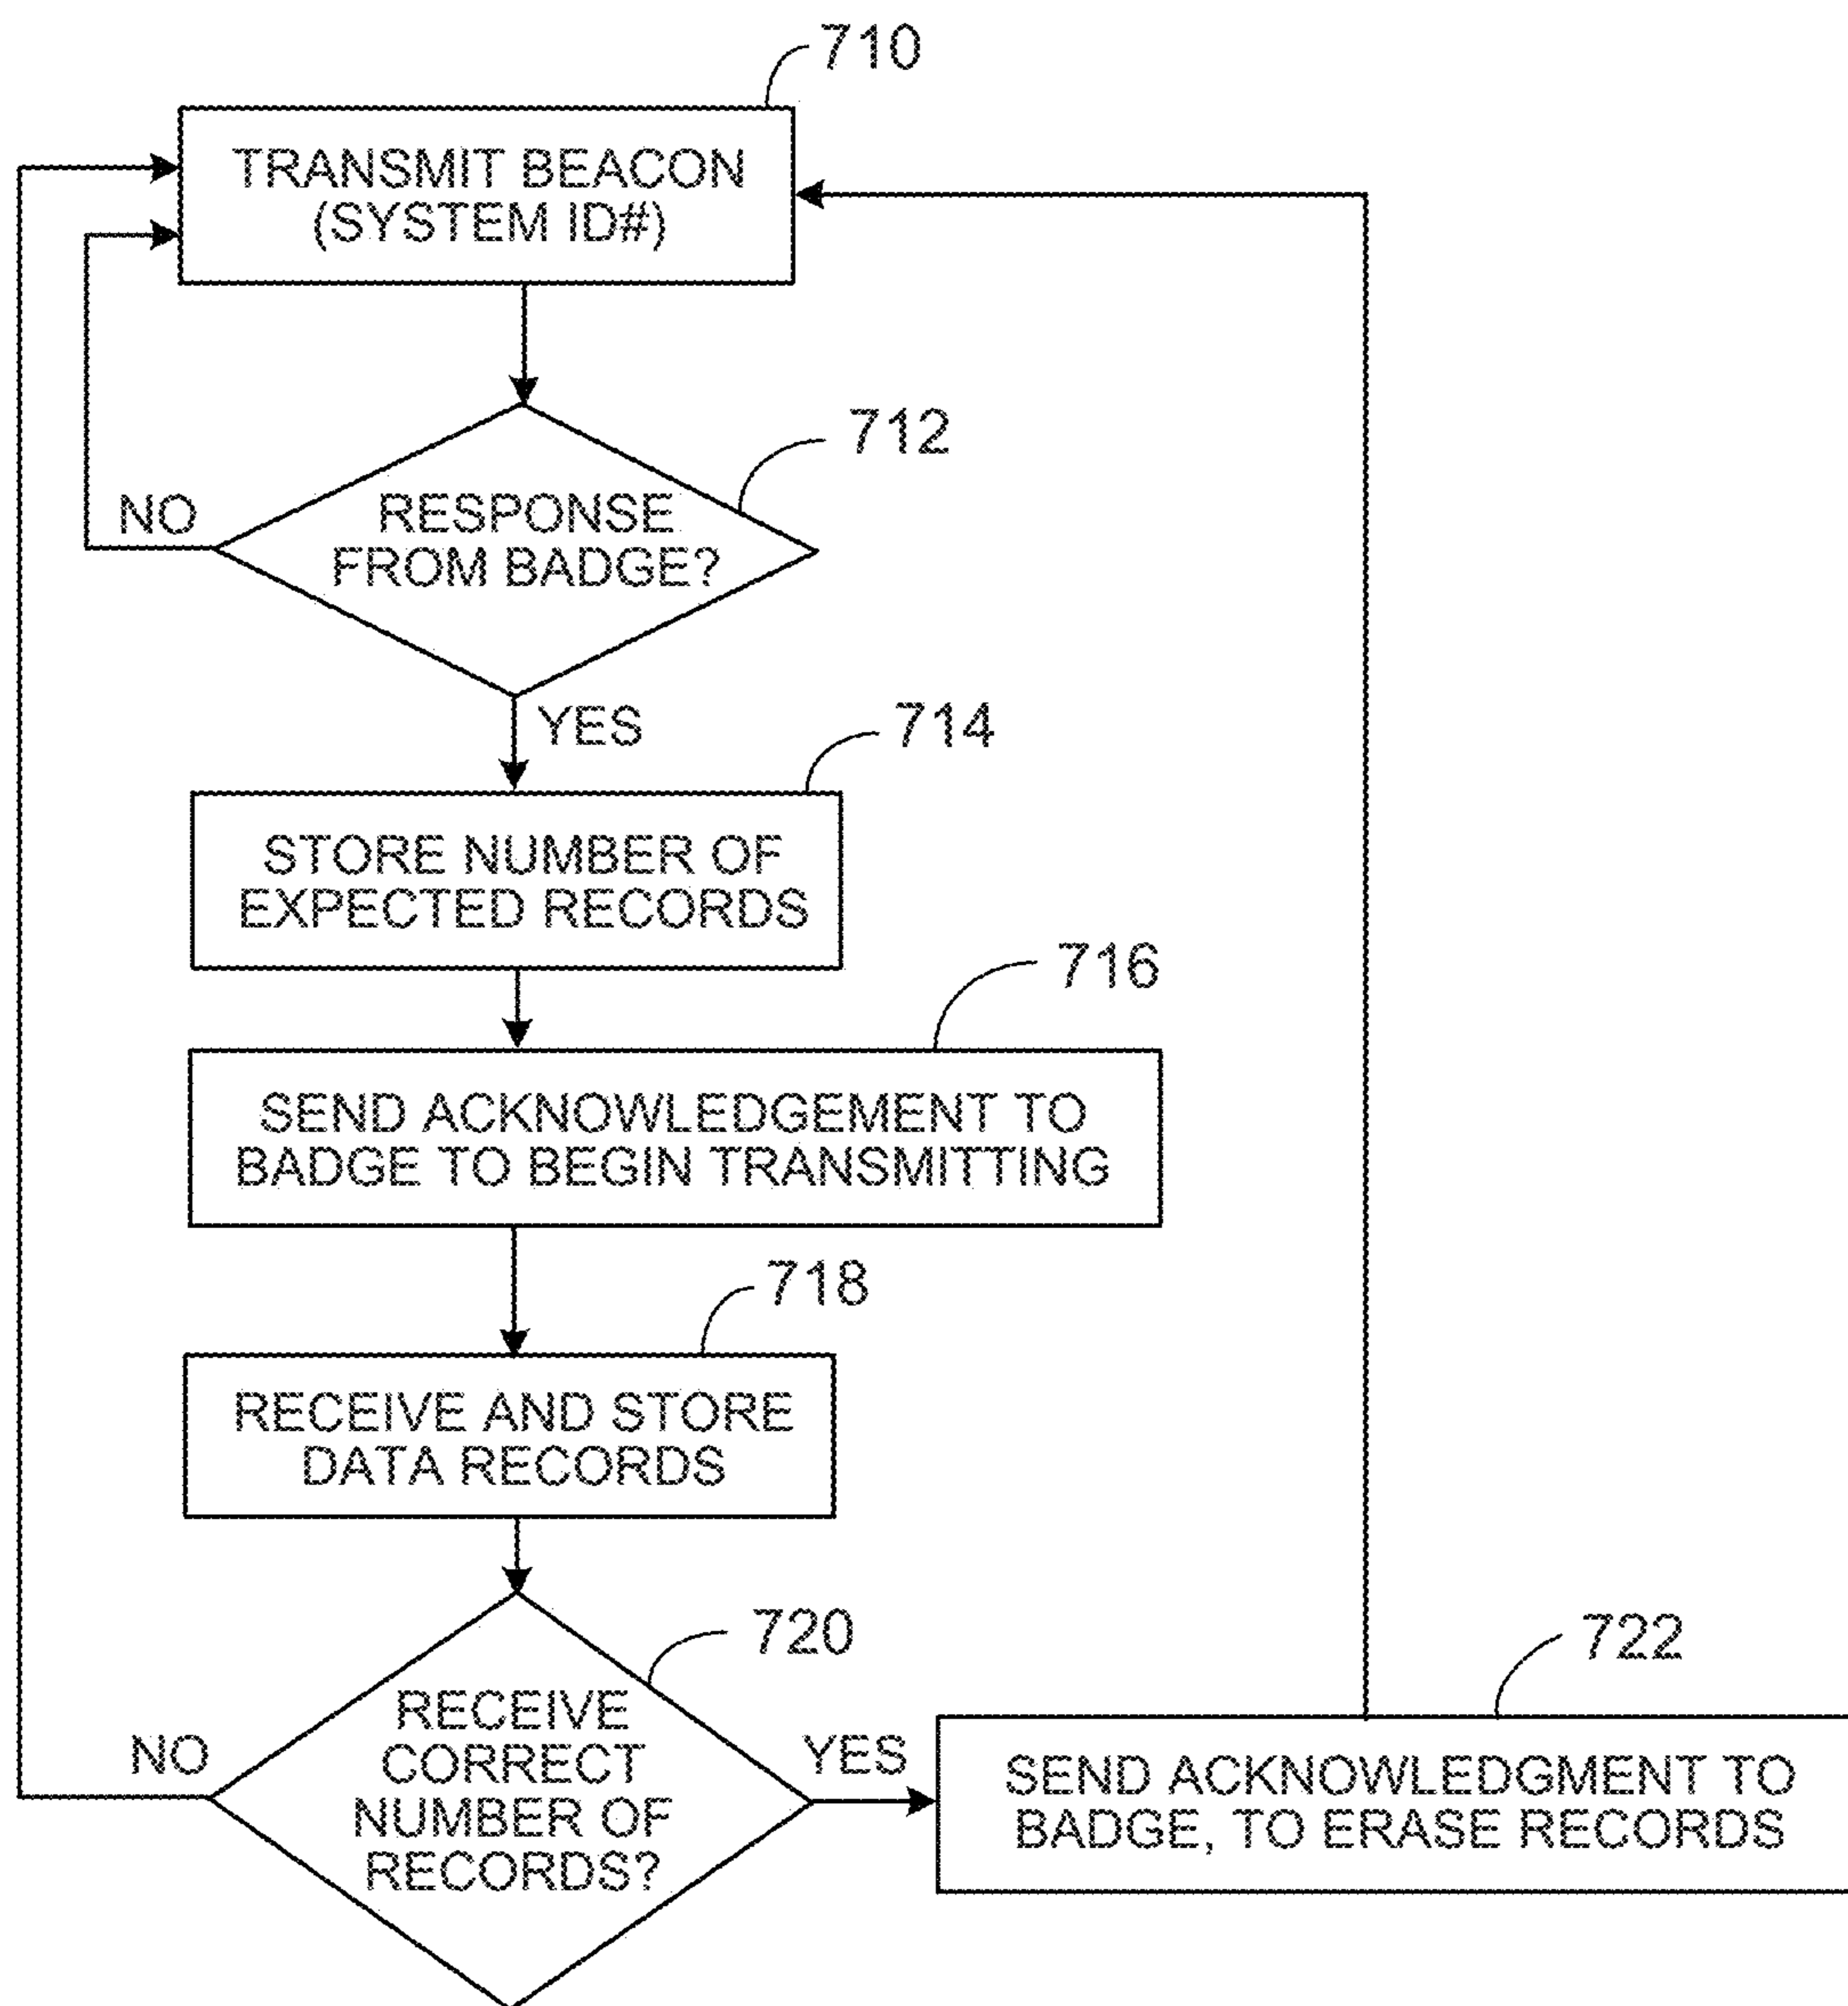 710
TRANSMIT BEACON
(SYSTEM ID#)
712
RESPONSE
FROM BADGE?
NO
YES
714
STORE NUMBER OF
EXPECTED RECORDS
716
SEND ACKNOWLEDGEMENT TO
BADGE TO BEGIN TRANSMITTING
718
RECEIVE AND STORE
DATA RECORDS
720
RECEIVE
CORRECT
NUMBER OF
RECORDS?
NO
YES
722
SEND ACKNOWLEDGMENT TO
BADGE, TO ERASE RECORDS